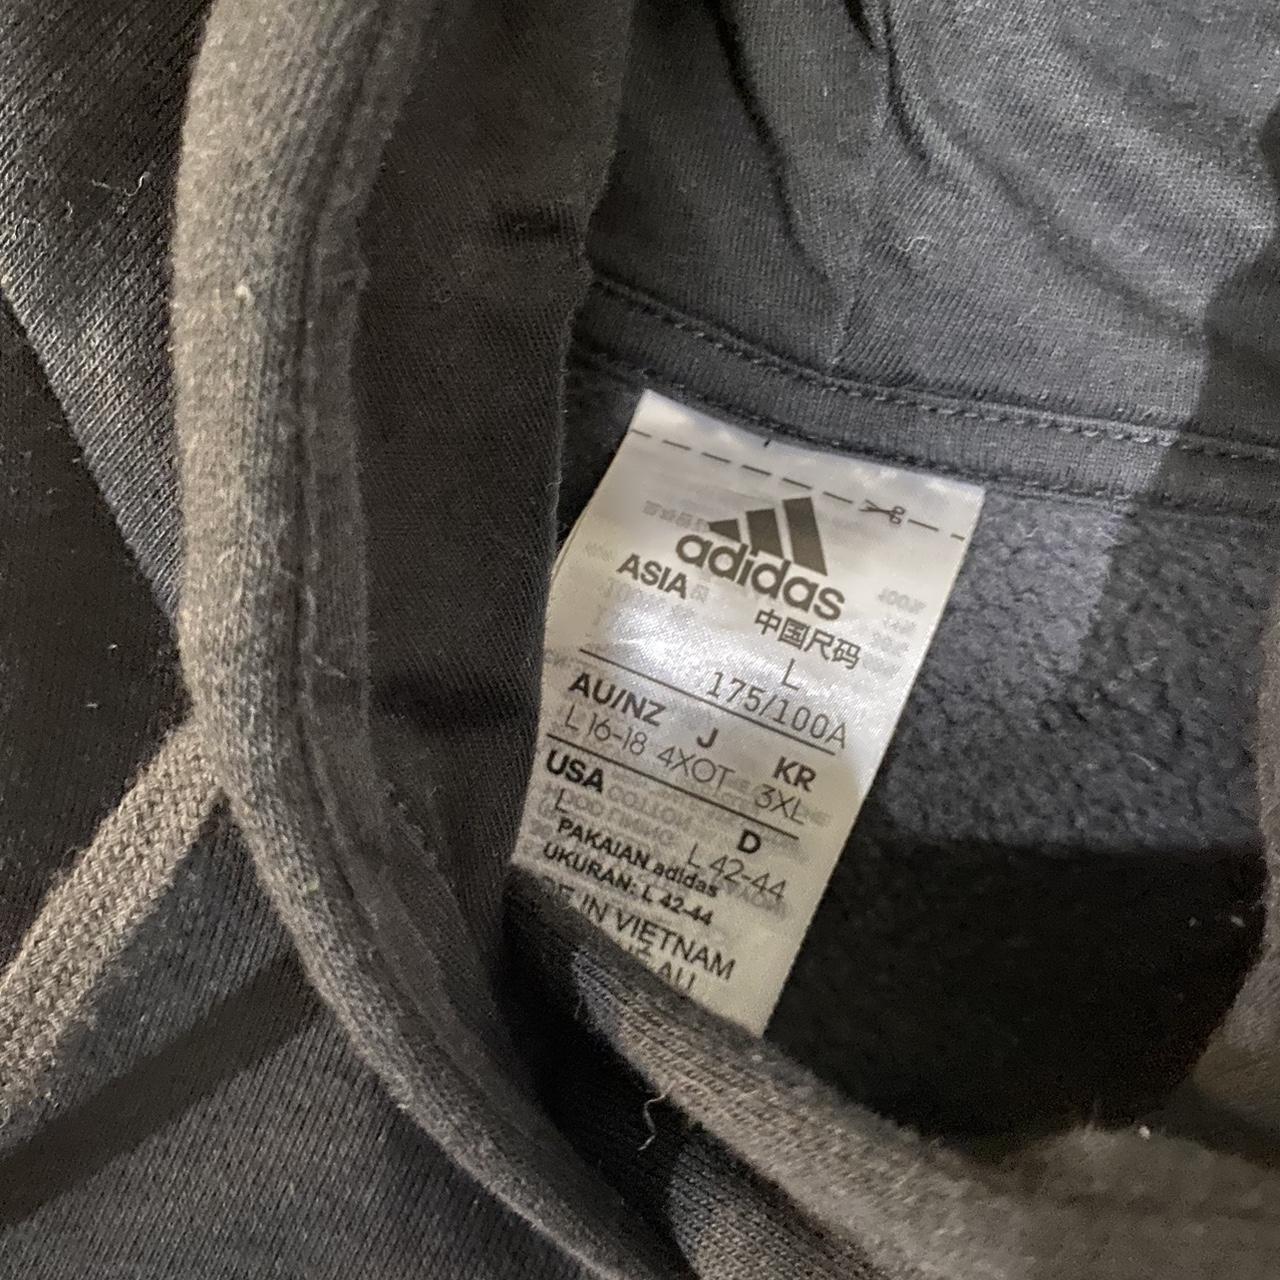 adidas
ASIA
中国尺码
L
175/100A
AU/NZ J KR
L 16-18 4XOT 3XL
USA D
L L 42-44
PAKAIAN adidas
UKURAN: L 42-44
IN VIETNAM
AU